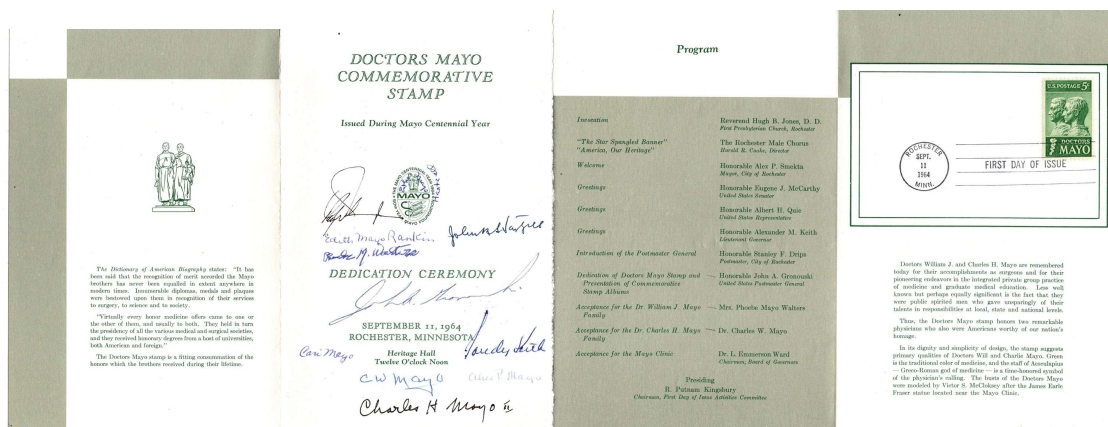 The Dictionary of American Biography states: "It has
been said that the recognition of merit accorded the Mayo
brothers has never been equalled in extent anywhere in
modern times. Innumerable diplomas, medals and plaques
were bestowed upon them in recognition of their services
to surgery, to science and to society.
"Virtually every honor medicine offers came to one or
the other of them, and usually to both. They held in turn
the presidency of all the various medical and surgical societies,
and they received honorary degrees from a host of universities,
both American and foreign."
The Doctors Mayo stamp is a fitting consummation of the
honors which the brothers received during their lifetime.
DOCTORS MAYO
COMMEMORATIVE
STAMP
Issued During Mayo Centennial Year
MAYO
Edith Mayo Rankin
DEDICATION CEREMONY
SEPTEMBER 11, 1964
ROCHESTER, MINNESOTA
Heritage Hall
Twelve O'clock Noon
Mayo
CW Mayo
Mayo
Charles H Mayo II
Program
Invocation
Reverend Hugh B. Jones, D. D.
First Presbyterian Church, Rochester
"The Star Spangled Banner"
"America, Our Heritage"
The Rochester Male Chorus
Harold R. Cooke, Director
Welcome
Honorable Alex P. Smekta
Mayor, City of Rochester
Greetings
Honorable Eugene J. McCarthy
United States Senator
Greetings
Honorable Albert H. Quie
United States Representative
Greetings
Honorable Alexander M. Keith
Lieutenant Governor
Introduction of the Postmaster General
Honorable Stanley F. Drips
Postmaster, City of Rochester
Dedication of Doctors Mayo Stamp and
Presentation of Commemorative
Stamp Albums
Honorable John A. Gronouski
United States Postmaster General
Acceptance for the Dr. William J. Mayo
Family
Mrs. Phoebe Mayo Walters
Acceptance for the Dr. Charles H. Mayo
Family
Dr. Charles W. Mayo
Acceptance for the Mayo Clinic
Dr. L. Emmerson Ward
Chairman, Board of Governors
Presiding
R. Putnam Kingsbury
Chairman, First Day of Issue Activities Committee
U.S. POSTAGE 5¢
DOCTORS
MAYO
ROCHESTER
SEPT.
11
1964
MINN.
FIRST DAY OF ISSUE
Doctors William J. and Charles H. Mayo are remembered
today for their accomplishments as surgeons and for their
pioneering endeavors in the integrated private group practice
of medicine and graduate medical education. Less well
known but perhaps equally significant is the fact that they
were public spirited men who gave unsparingly of their
talents in responsibilities at local, state and national levels.
Thus, the Doctors Mayo stamp honors two remarkable
physicians who also were Americans worthy of our nation's
homage.
In its dignity and simplicity of design, the stamp suggests
primary qualities of Doctors Will and Charlie Mayo. Green
is the traditional color of medicine, and the staff of Aesculapius
— Greco-Roman god of medicine — is a time-honored symbol
of the physician's calling. The busts of the Doctors Mayo
were modeled by Victor S. McCloskey after the James Earle
Fraser statue located near the Mayo Clinic.